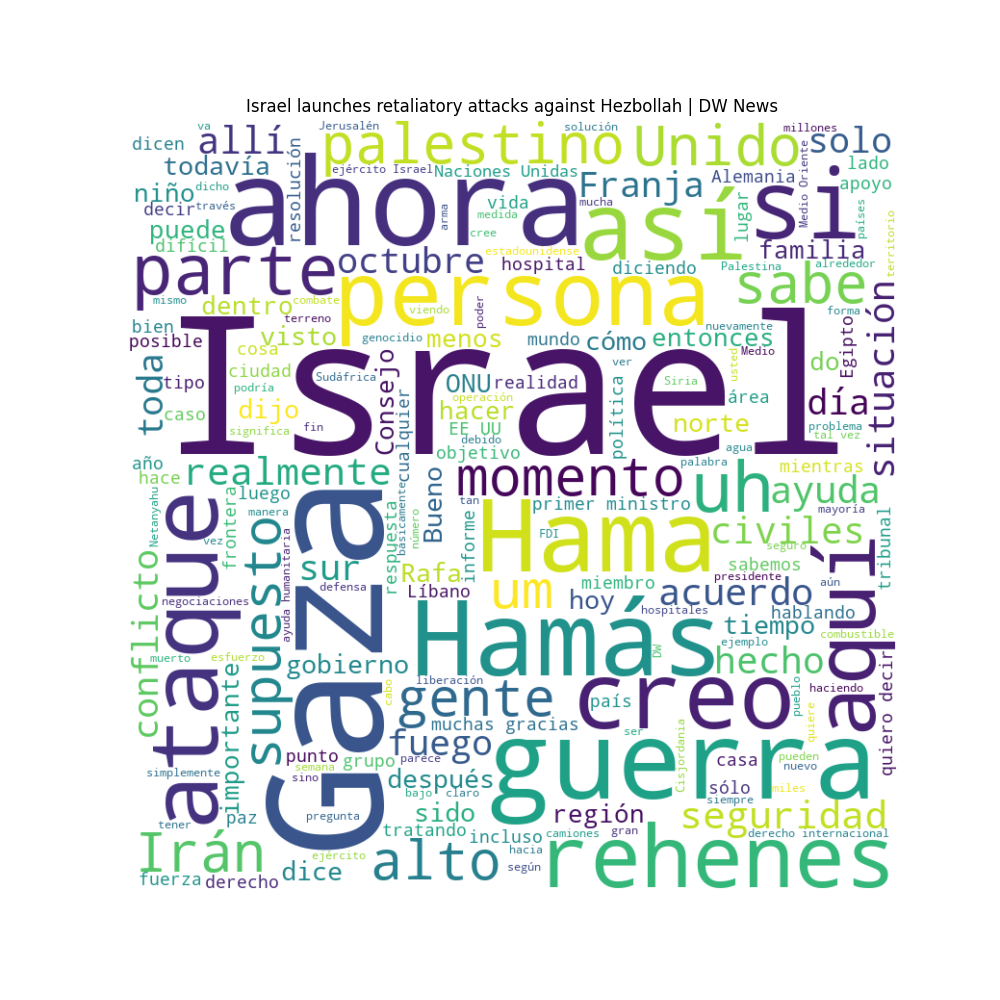 Israel launches retaliatory attacks against Hezbollah | DW News
va
Jerusalén
solución
millones
dicen
allí
palestino
Unido
solo
todavía
ejército Israel
Naciones Unidas
Franja
Alemania
Medio Oriente
lado
niño
dicho
resolución
vida
apoyo
decir
través
ahora
arma
medida
mucha
así
lugar
si
países
puede
cree
familia
territorio
difícil
estadounidense
parte
octubre
hospital
diciendo
Palestina
alrededor
sabe
mismo
dentro
combate
persona
poder
forma
bien
terreno
viendo
nuevamente
posible
visto
genocidio
menos
mundo
cómo
entonces
Egipto
situación
toda
cosa
Israel
ver
Medio
usted
ciudad
Sudáfrica
Consejo
ONU
realidad
política
Siria
do
tipo
podría
operación
área
día
caso
dijo
hacer
norte
significa
fin
cualquier
EE UU
debido
problema
tal vez
objetivo
agua
año
hace
realmente
momento
palabra
mientras
uh
ayuda
Netanyahu
ataque
frontera
luego
Gaza
básicamente
Bueno
tan
primer ministro
mayoría
manera
número
informe
Hama
civiles
vez
supuesto
respuesta
FDI
seguro
tribunal
conflicto
ayuda humanitaria
sur
Rafa
sabemos
aquí
defensa
Líbano
um
miembro
presidente
aún
negociaciones
hoy
acuerdo
hospitales
hablando
Hamás
tiempo
ejemplo
combustible
muerto
esfuerzo
gobierno
DW
hecho
quiero decir
importante
liberación
creo
pueblo
haciendo
cabo
gente
país
muchas gracias
quiere
fuego
ser
Cisjordania
guerra
punto
grupo
parece
casa
pueden
simplemente
semana
nuevo
sino
después
sólo
miles
tener
paz
pregunta
bajo
claro
siempre
sido
región
seguridad
tratando
incluso
camiones
gran
derecho internacional
Irán
ejército
hacia
rehenes
alto
según
fuerza
derecho
dice